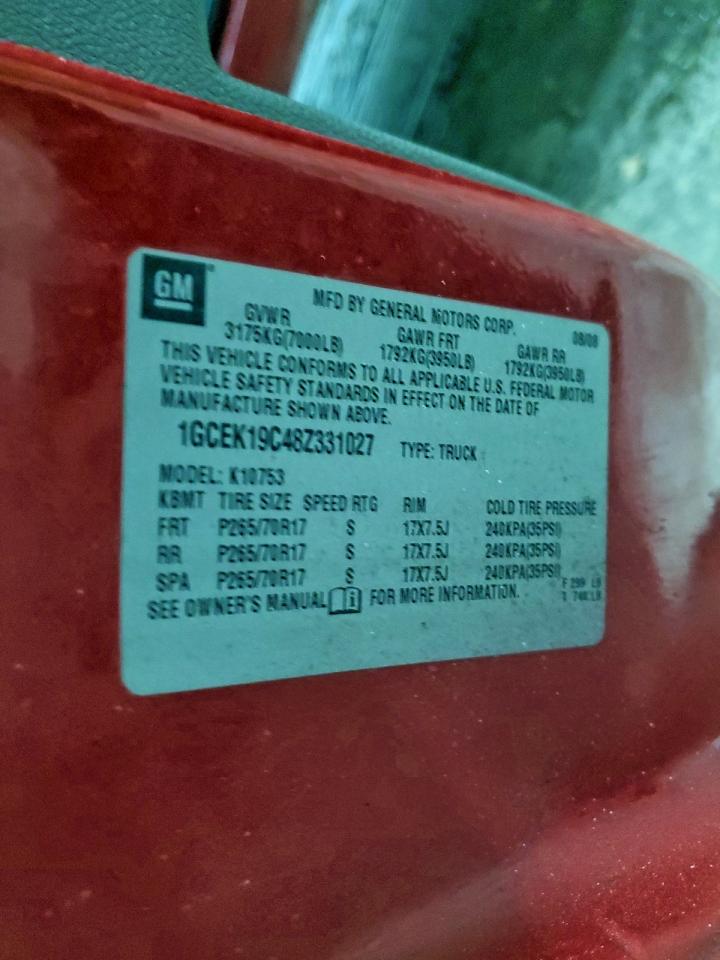 GM
MFD BY GENERAL MOTORS CORP. 08/08
GVWR GAWR FRT GAWR RR
3175KG(7000LB) 1792KG(3950LB) 1792KG(3950LB)
THIS VEHICLE CONFORMS TO ALL APPLICABLE U.S. FEDERAL MOTOR
VEHICLE SAFETY STANDARDS IN EFFECT ON THE DATE OF
MANUFACTURE SHOWN ABOVE.
1GCEK19C48Z331027 TYPE: TRUCK
MODEL: K10753
KBMT TIRE SIZE SPEED RTG RIM COLD TIRE PRESSURE
FRT P265/70R17 S 17X7.5J 240KPA(35PSI)
RR P265/70R17 S 17X7.5J 240KPA(35PSI)
SPA P265/70R17 S 17X7.5J 240KPA(35PSI)
SEE OWNER'S MANUAL FOR MORE INFORMATION.
F LB
T LB